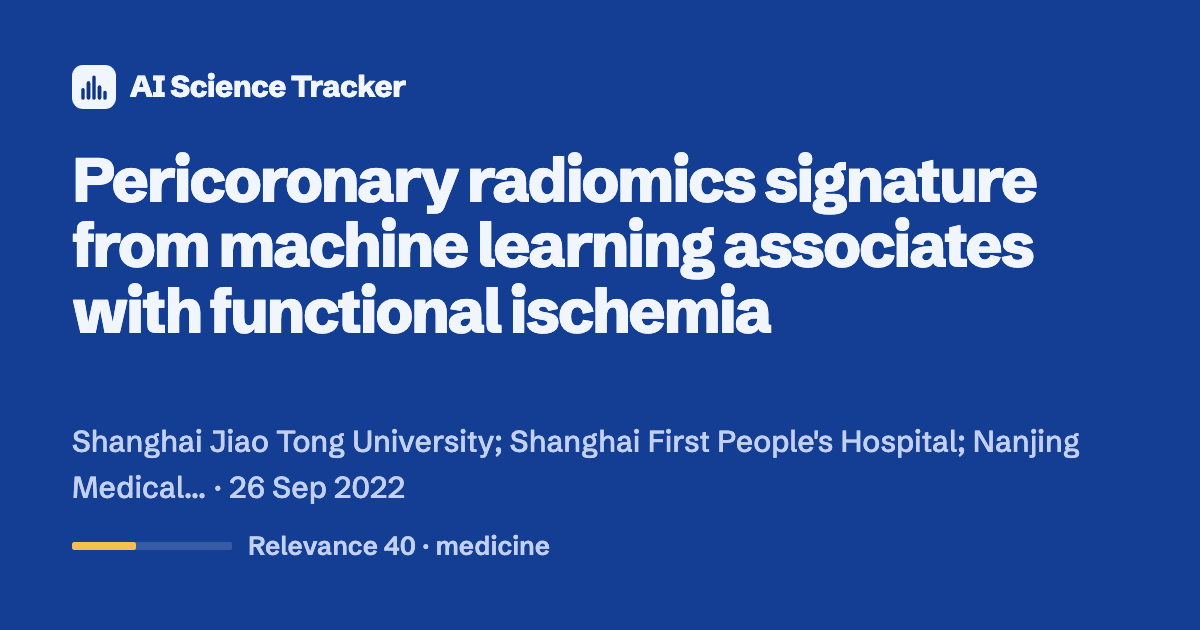 AI Science Tracker
Pericoronary radiomics signature
from machine learning associates
with functional ischemia
Shanghai Jiao Tong University; Shanghai First People's Hospital; Nanjing
Medical... · 26 Sep 2022
Relevance 40 · medicine